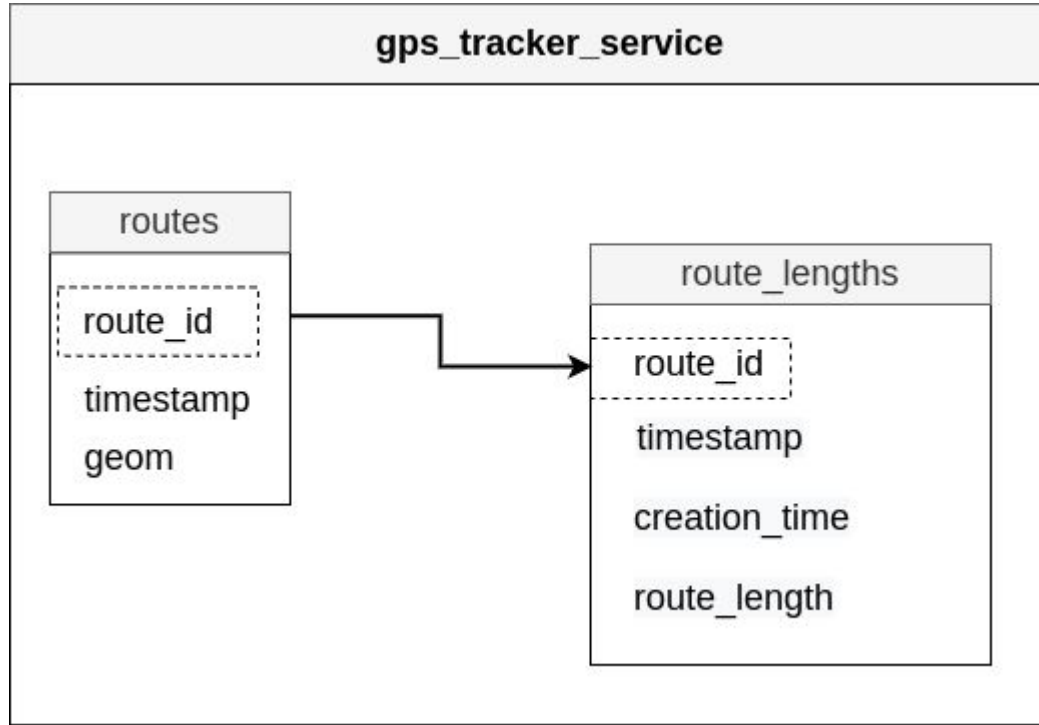 gps_tracker_service
routes
route_id
timestamp
geom
route_lengths
route_id
timestamp
creation_time
route_length